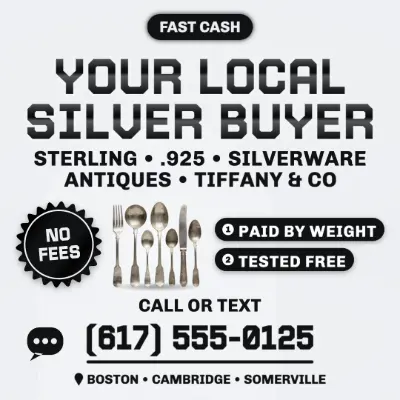 FAST CASH
YOUR LOCAL
SILVER BUYER
STERLING • .925 • SILVERWARE
ANTIQUES • TIFFANY & CO
NO
FEES
1 PAID BY WEIGHT
2 TESTED FREE
CALL OR TEXT
(617) 555-0125
BOSTON • CAMBRIDGE • SOMERVILLE